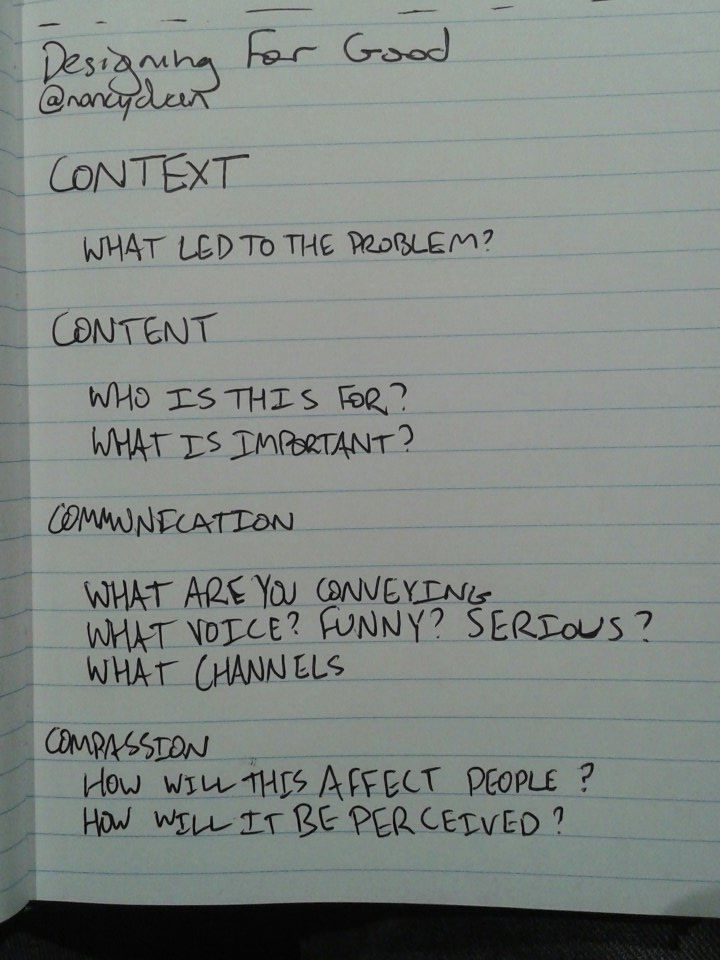 Designing For Good
CONTEXT
WHAT LED TO THE PROBLEM?
CONTENT
WHO IS THIS FOR?
WHAT IS IMPORTANT?
COMMUNICATION
WHAT ARE YOU CONVEYING
WHAT VOICE? FUNNY? SERIOUS?
WHAT CHANNELS
COMPASSION
HOW WILL THIS AFFECT PEOPLE?
HOW WILL IT BE PERCEIVED?